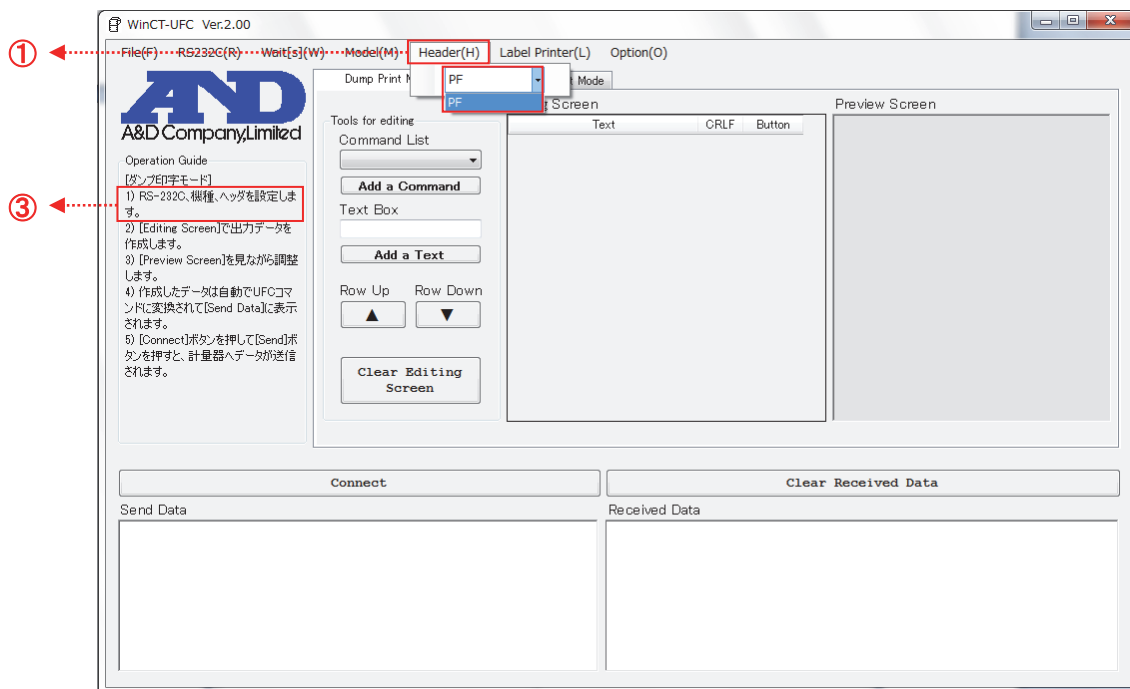 WinCT-UFC Ver.2.00
①
File(F) RS232C(R) Wait[s](W) Model(M) Header(H) Label Printer(L) Option(O)
PF
PF
Dump Print M
t Mode
AND
A&D Company,Limited
Operation Guide
[ダンプ印字モード]
③
1) RS-232C、機種、ヘッダを設定しま
す。
2) [Editing Screen]で出力データを
作成します。
3) [Preview Screen]を見ながら調整
します。
4) 作成したデータは自動でUFCコマ
ンドに変換されて[Send Data]に表示
されます。
5) [Connect]ボタンを押して[Send]ボ
タンを押すと、計量器へデータが送信
されます。
Tools for editing
Command List
Add a Command
Text Box
Add a Text
Row Up Row Down
▲ ▼
Clear Editing
Screen
g Screen
Text CRLF Button
Preview Screen
Connect
Clear Received Data
Send Data
Received Data